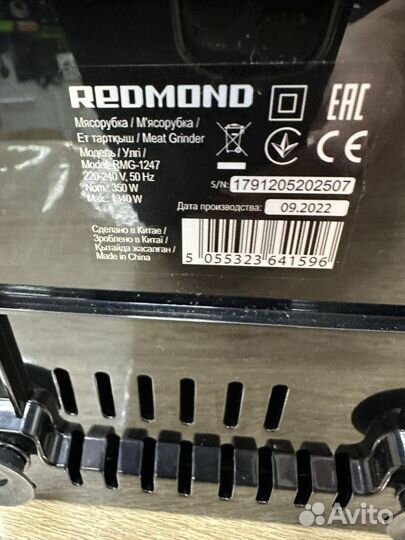 REDMOND
Мясорубка / М'ясорубка /
Ет тартқыш / Meat Grinder
Модель / Улгі /
Model: RMG-1247
220-240 V, 50 Hz
Nom.: 350 W
Max.: 1340 W
EAC
CE
S/N: 1791205202507
Дата производства: 09.2022
Сделано в Китае /
Зроблено в Китаї /
Қытайда жасалған /
Made in China
5 055323 641596
Avito